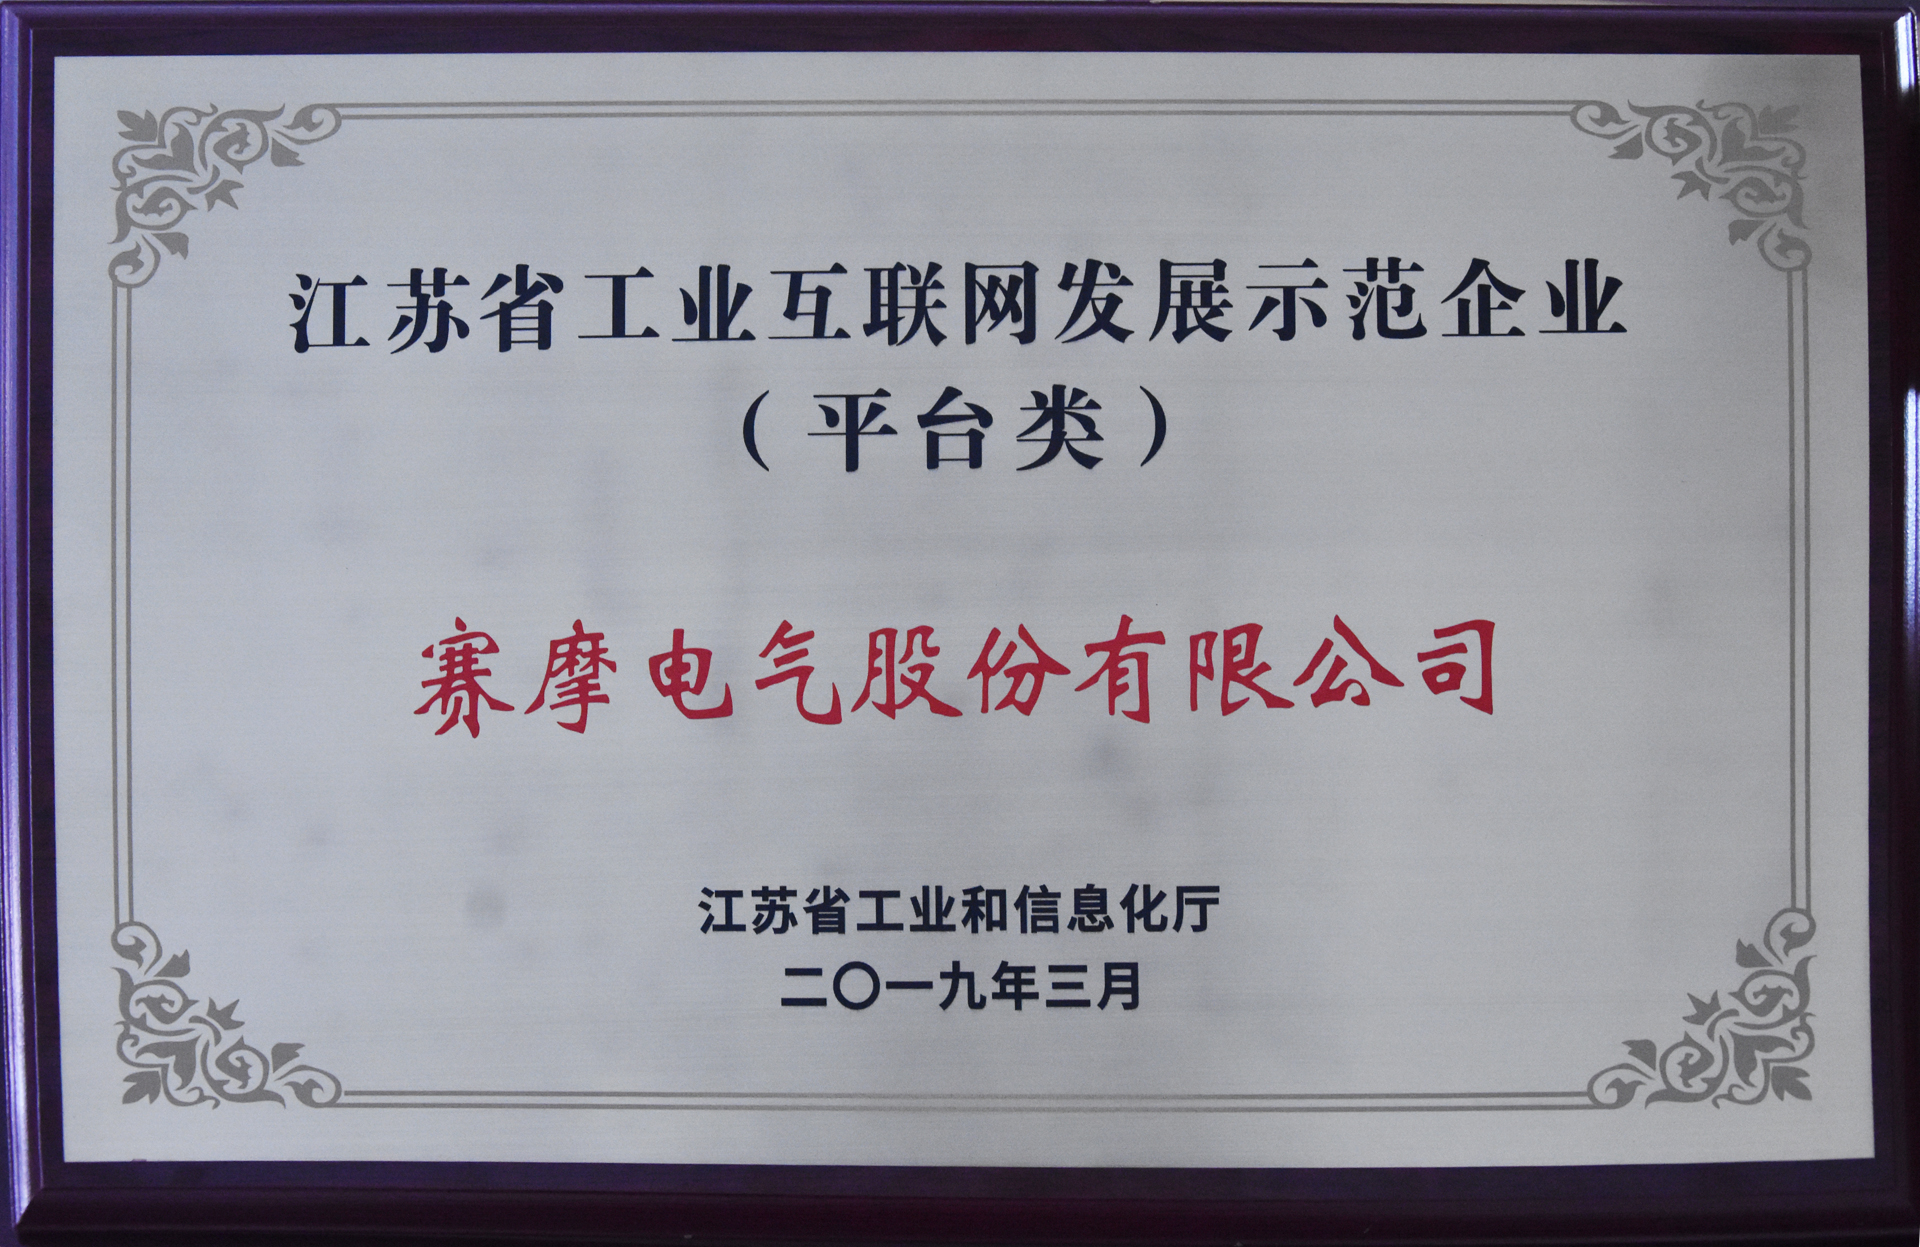 江苏省工业互联网发展示范企业
（平台类）
赛摩电气股份有限公司
江苏省工业和信息化厅
二〇一九年三月